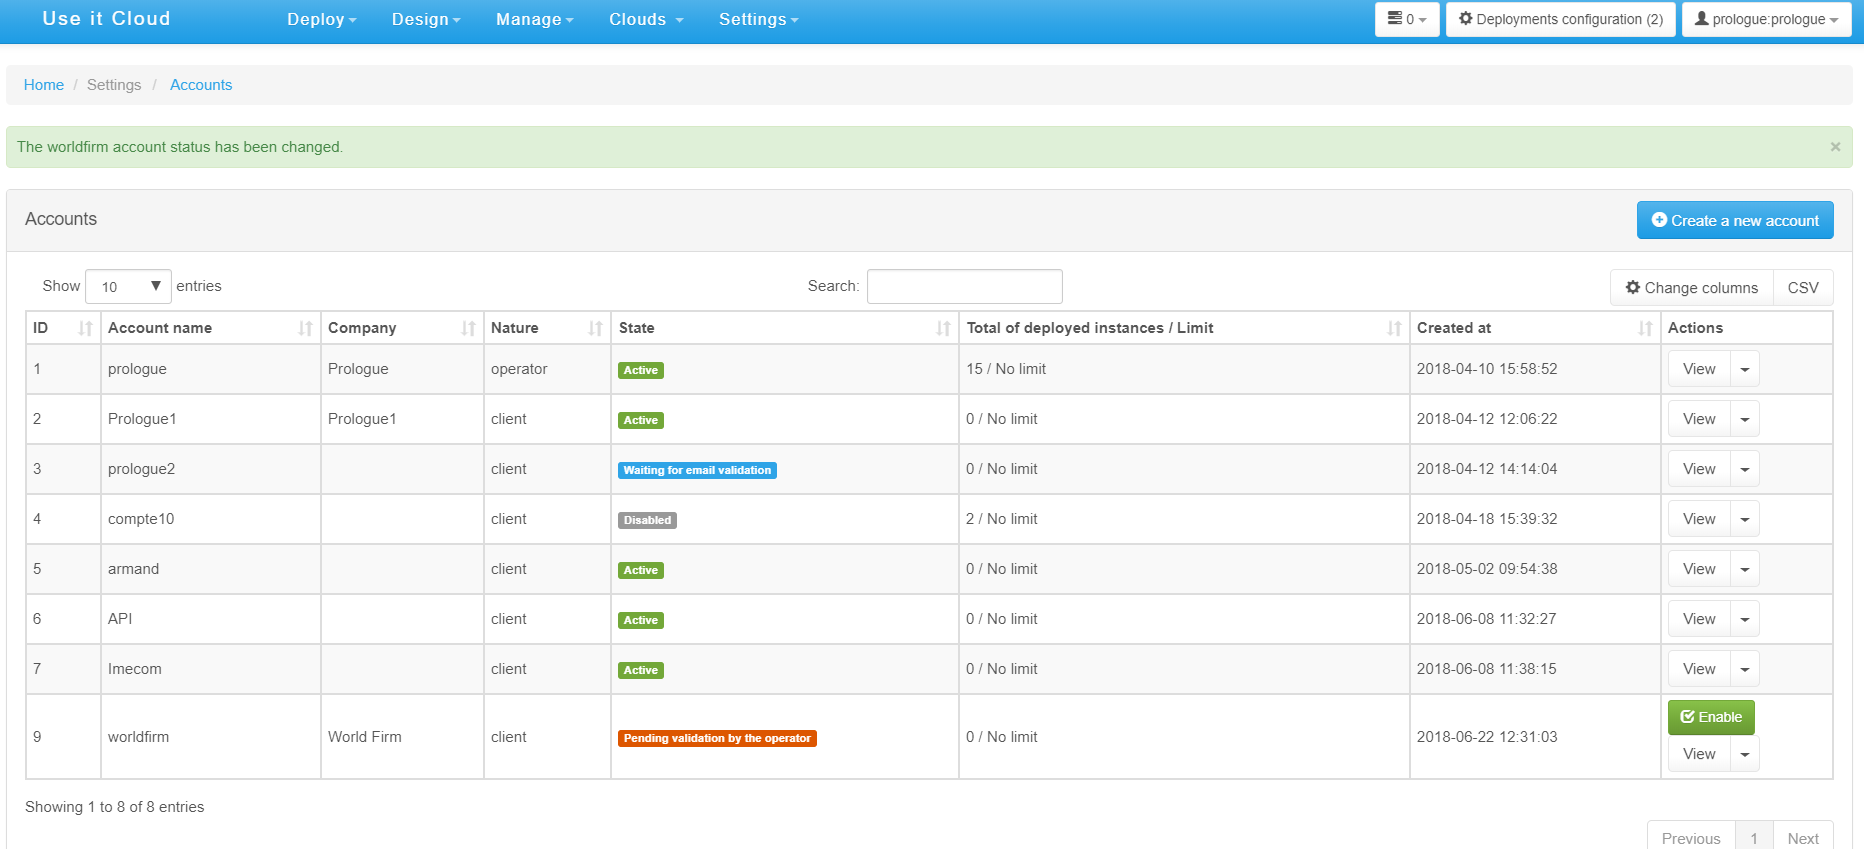 Use it Cloud Deploy Design Manage Clouds Settings 0 Deployments configuration (2) prologue:prologue
Home / Settings / Accounts
The worldfirm account status has been changed. ×
Accounts Create a new account
Show 10 entries Search: Change columns CSV
ID Account name Company Nature State Total of deployed instances / Limit Created at Actions
1 prologue Prologue operator Active 15 / No limit 2018-04-10 15:58:52 View
2 Prologue1 Prologue1 client Active 0 / No limit 2018-04-12 12:06:22 View
3 prologue2 client Waiting for email validation 0 / No limit 2018-04-12 14:14:04 View
4 compte10 client Disabled 2 / No limit 2018-04-18 15:39:32 View
5 armand client Active 0 / No limit 2018-05-02 09:54:38 View
6 API client Active 0 / No limit 2018-06-08 11:32:27 View
7 Imecom client Active 0 / No limit 2018-06-08 11:38:15 View
Enable
9 worldfirm World Firm client Pending validation by the operator 0 / No limit 2018-06-22 12:31:03
View
Showing 1 to 8 of 8 entries
Previous 1 Next